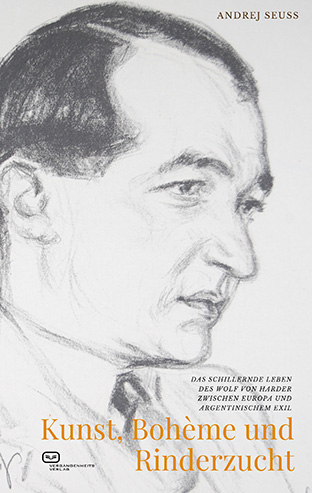 ANDREJ SEUSS
DAS SCHILLERNDE LEBEN
DES WOLF VON HARDER
ZWISCHEN EUROPA UND
ARGENTINISCHEM EXIL
Kunst, Bohème und
Rinderzucht
VERGANGENHEITS
VERLAG